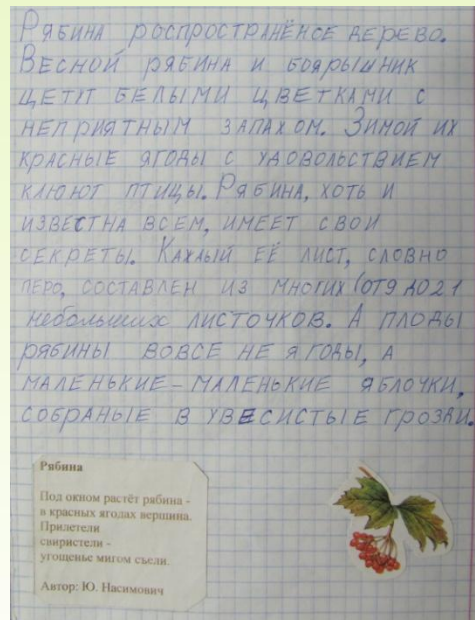 Рябина роспространёное дерево.
Весной рябина и боярышник
цетут белыми цветками с
неприятным запахом. Зимой их
красные ягоды с удовольствием
клюют птицы. Рябина, хоть и
известна всем, имеет свои
секреты. Каждый её лист, словно
перо, составлен из многих (от 9 до 21
небольших листочков. А плоды
рябины вовсе не ягоды, а
маленькие-маленькие яблочки,
собраные в увесистые грозди.
Рябина
Под окном растёт рябина -
в красных ягодах вершина.
Прилетели
свиристели -
угощенье мигом съели.
Автор: Ю. Насимович